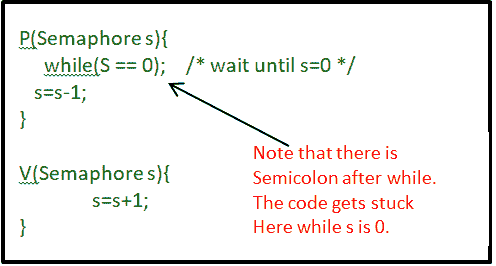 P(Semaphore s){
while(S == 0); /* wait until s=0 */
s=s-1;
}
V(Semaphore s){
s=s+1;
}
Note that there is
Semicolon after while.
The code gets stuck
Here while s is 0.